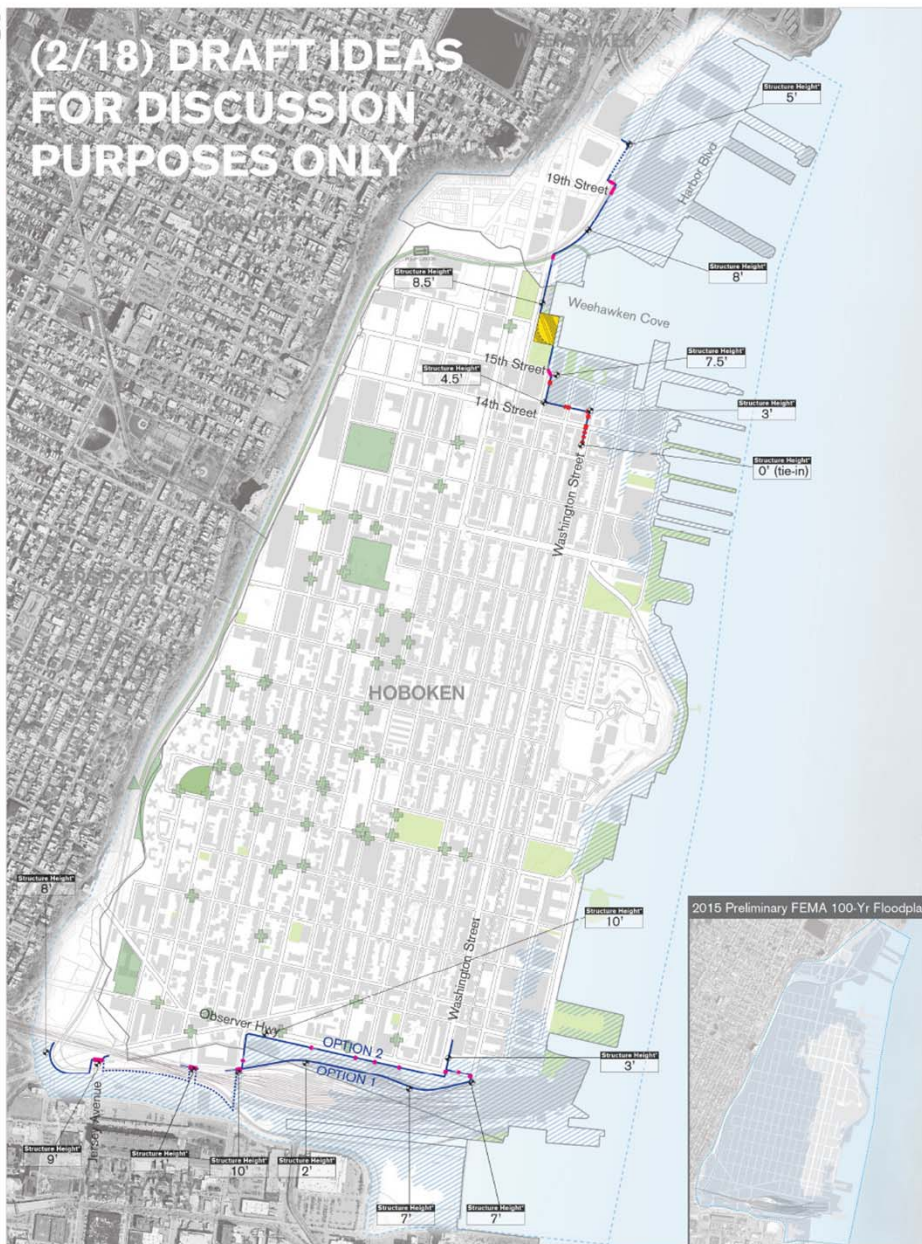 (2/18) DRAFT IDEAS
FOR DISCUSSION
PURPOSES ONLY
WEEHAWKEN
Structure Height*
5'
Harbor Blvd
19th Street
Structure Height*
8'
Structure Height*
8.5'
Weehawken Cove
15th Street
Structure Height*
7.5'
Structure Height*
4.5'
14th Street
Structure Height*
3'
Structure Height*
0' (tie-in)
Washington Street
JERSEY CITY
HOBOKEN
Structure Height*
8'
Structure Height*
10'
Washington Street
Observer Hwy
OPTION 2
OPTION 1
Structure Height*
3'
Jersey Avenue
Structure Height*
9'
Structure Height*
11'
Structure Height*
10'
Structure Height*
2'
Structure Height*
7'
Structure Height*
7'
2015 Preliminary FEMA 100-Yr Floodpla